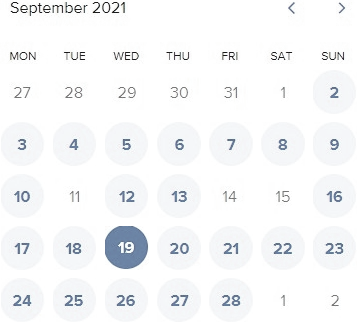 September 2021
MON TUE WED THU FRI SAT SUN
27 28 29 30 31 1 2
3 4 5 6 7 8 9
10 11 12 13 14 15 16
17 18 19 20 21 22 23
24 25 26 27 28 1 2